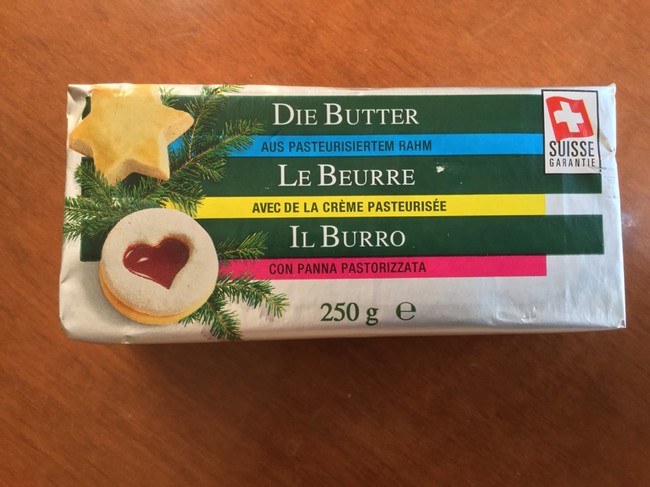 DIE BUTTER
AUS PASTEURISIERTEM RAHM
LE BEURRE
AVEC DE LA CRÈME PASTEURISÉE
IL BURRO
CON PANNA PASTORIZZATA
250 g ℮
SUISSE
GARANTIE